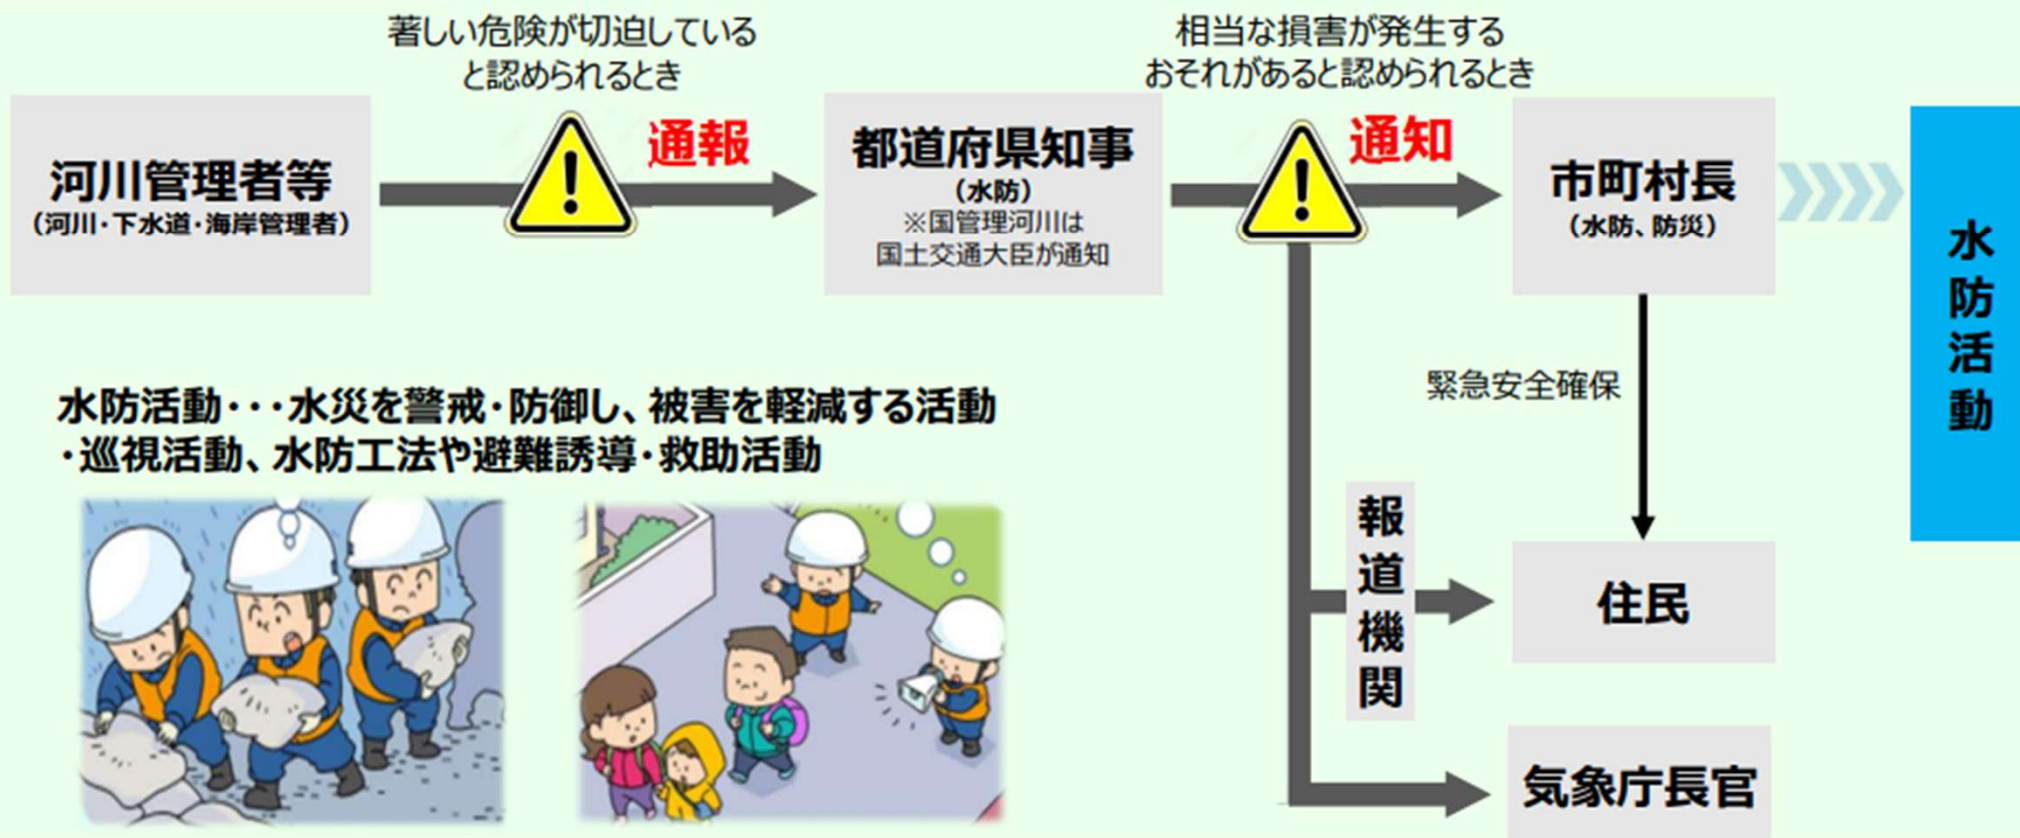 著しい危険が切迫している
と認められるとき
相当な損害が発生する
おそれがあると認められるとき
河川管理者等
（河川・下水道・海岸管理者）
通報
都道府県知事
（水防）
※国管理河川は
国土交通大臣が通知
通知
市町村長
（水防、防災）
水防活動
緊急安全確保
水防活動・・・水災を警戒・防御し、被害を軽減する活動
・巡視活動、水防工法や避難誘導・救助活動
報道機関
住民
気象庁長官